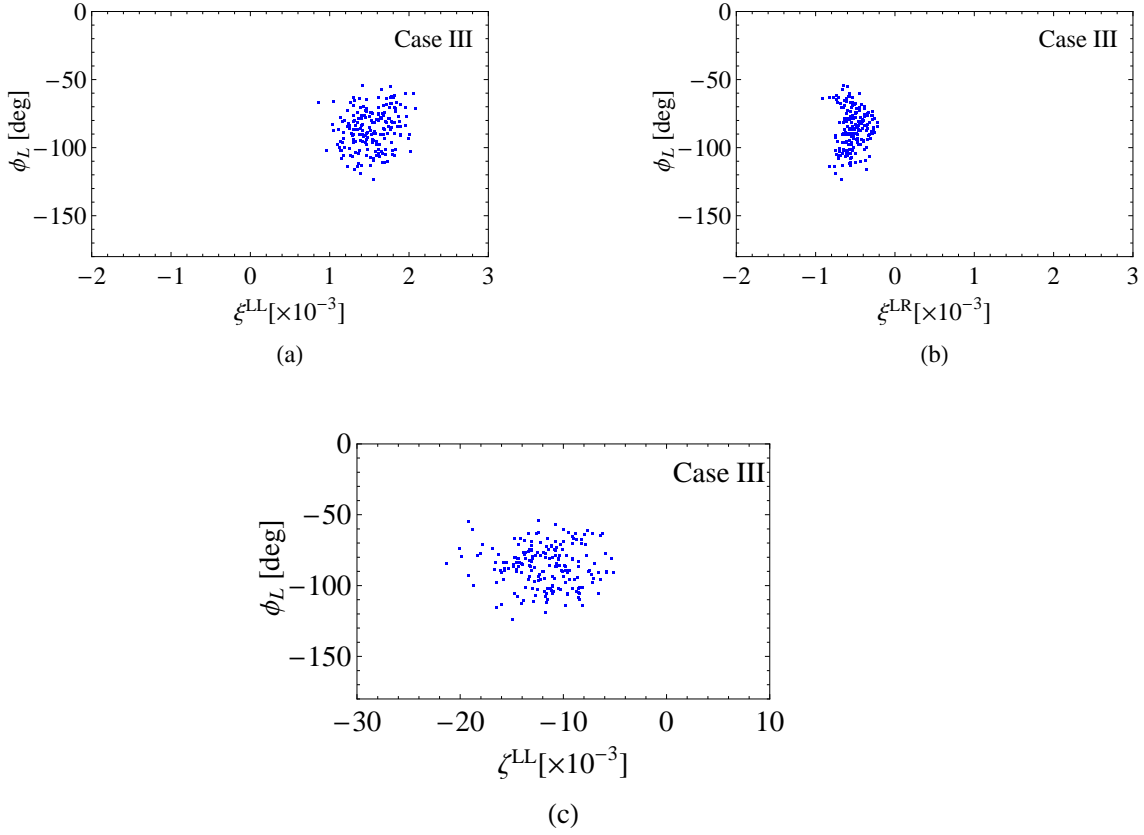 0
−50
−100
−150
ϕL [deg]
Case III
−2 −1 0 1 2 3
ξLL[×10−3]
(a)
0
−50
−100
−150
ϕL [deg]
Case III
−2 −1 0 1 2 3
ξLR[×10−3]
(b)
0
−50
−100
−150
ϕL [deg]
Case III
−30 −20 −10 0 10
ζLL[×10−3]
(c)